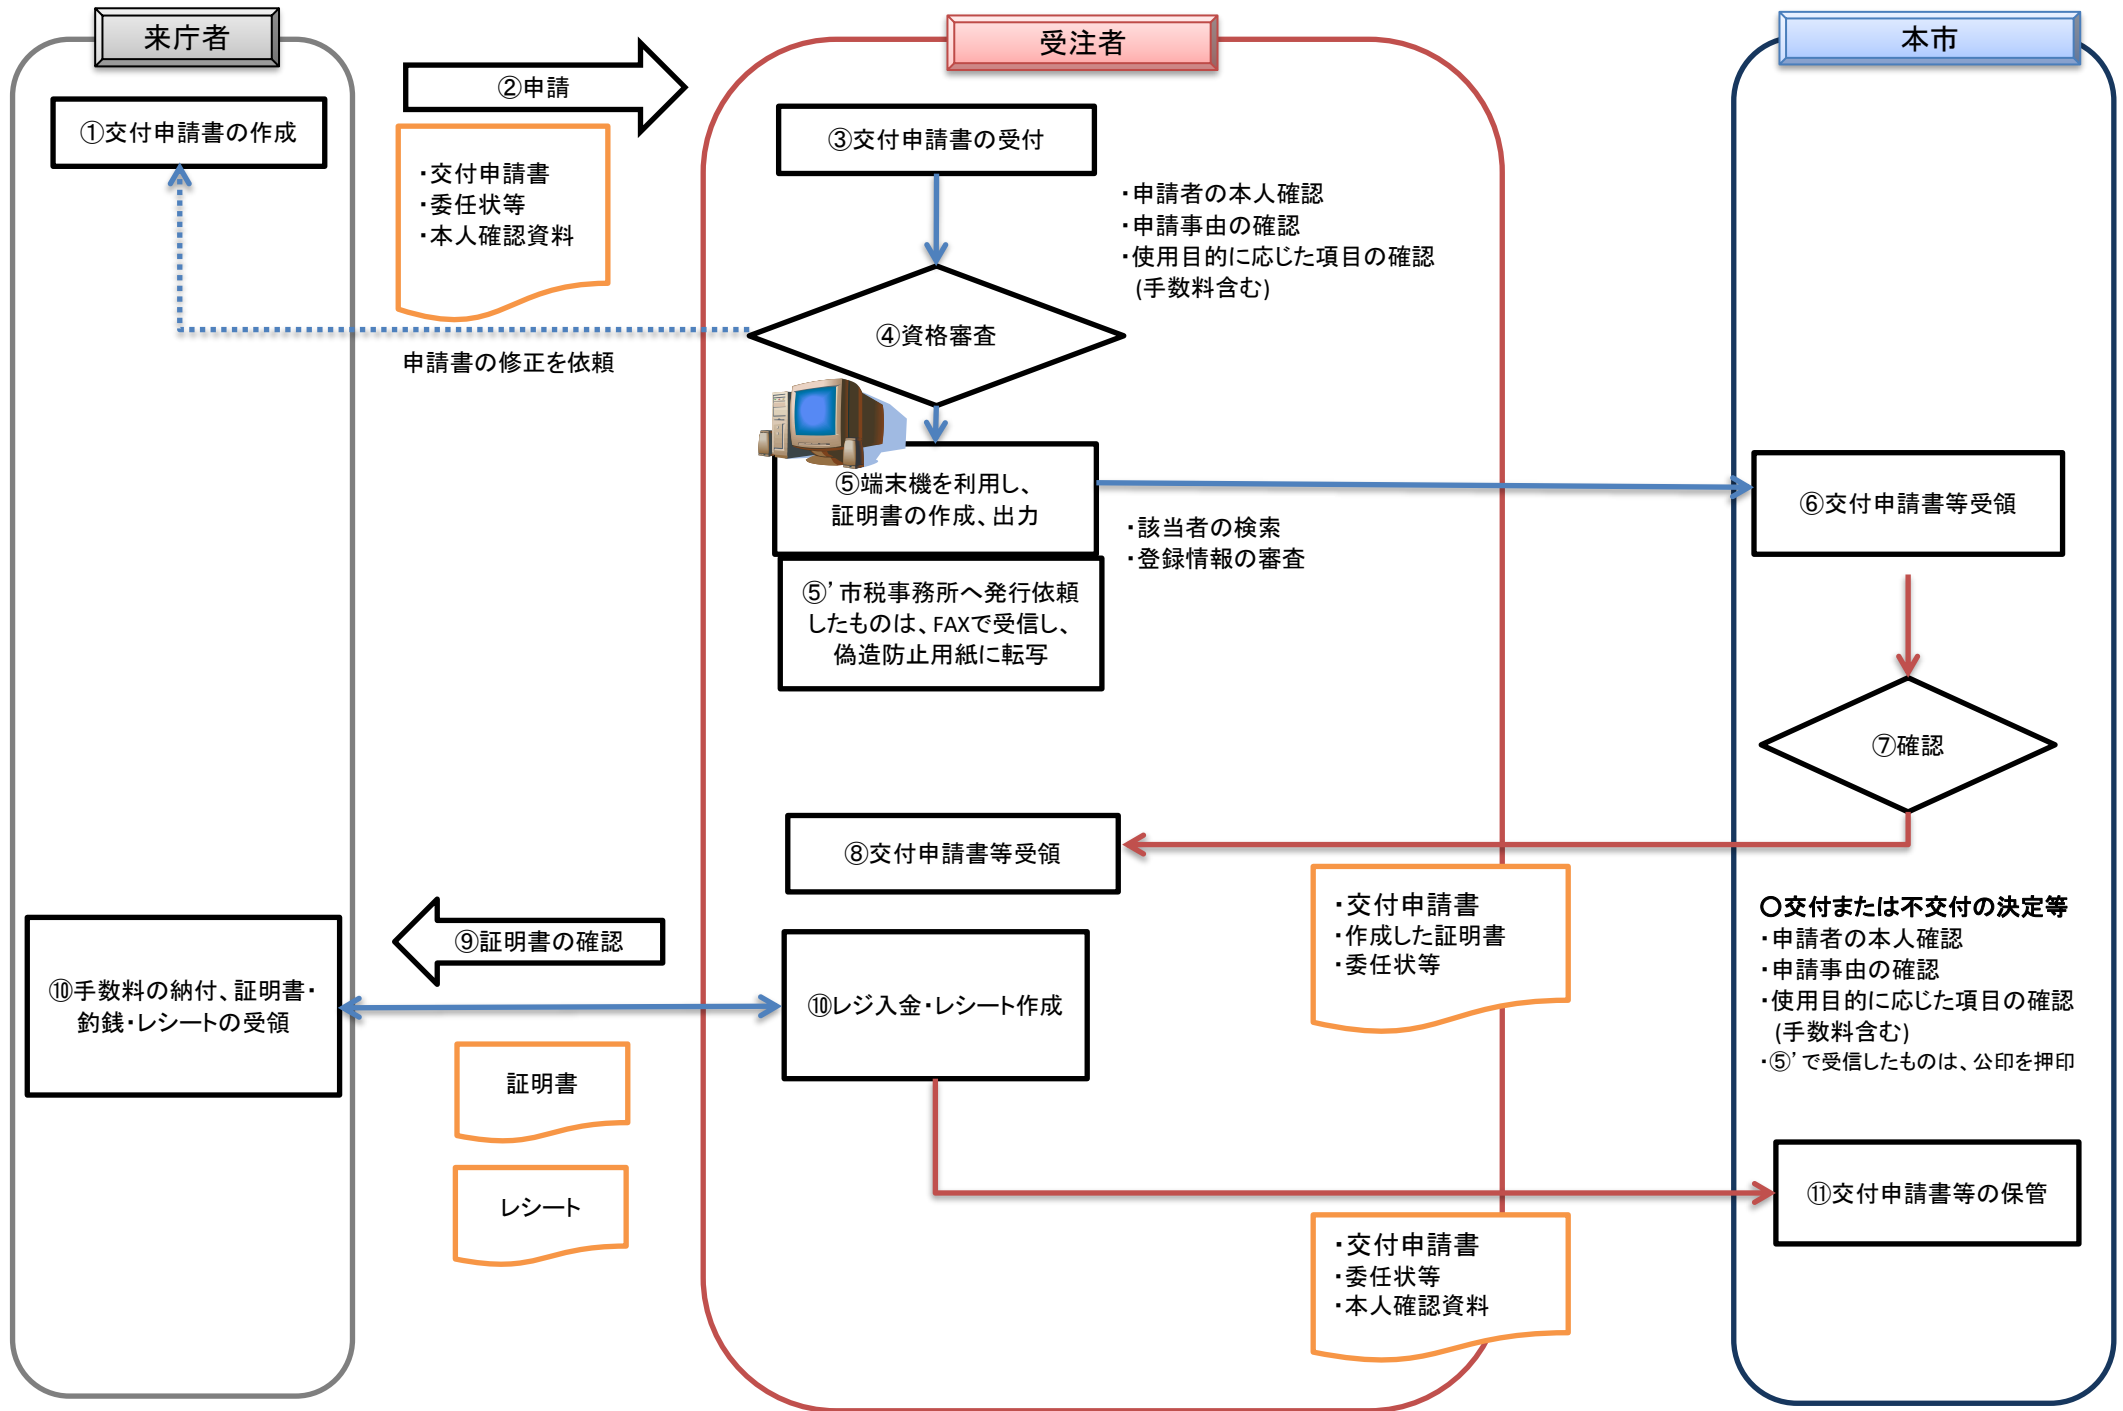 来庁者
受注者
本市
①交付申請書の作成
②申請
・交付申請書
・委任状等
・本人確認資料
③交付申請書の受付
・申請者の本人確認
・申請事由の確認
・使用目的に応じた項目の確認
(手数料含む)
④資格審査
申請書の修正を依頼
⑤端末機を利用し、
証明書の作成、出力
・該当者の検索
・登録情報の審査
⑤’市税事務所へ発行依頼
したものは、FAXで受信し、
偽造防止用紙に転写
⑥交付申請書等受領
⑦確認
⑧交付申請書等受領
・交付申請書
・作成した証明書
・委任状等
○交付または不交付の決定等
・申請者の本人確認
・申請事由の確認
・使用目的に応じた項目の確認
(手数料含む)
・⑤’で受信したものは、公印を押印
⑨証明書の確認
⑩手数料の納付、証明書・
釣銭・レシートの受領
⑩レジ入金・レシート作成
証明書
レシート
⑪交付申請書等の保管
・交付申請書
・委任状等
・本人確認資料